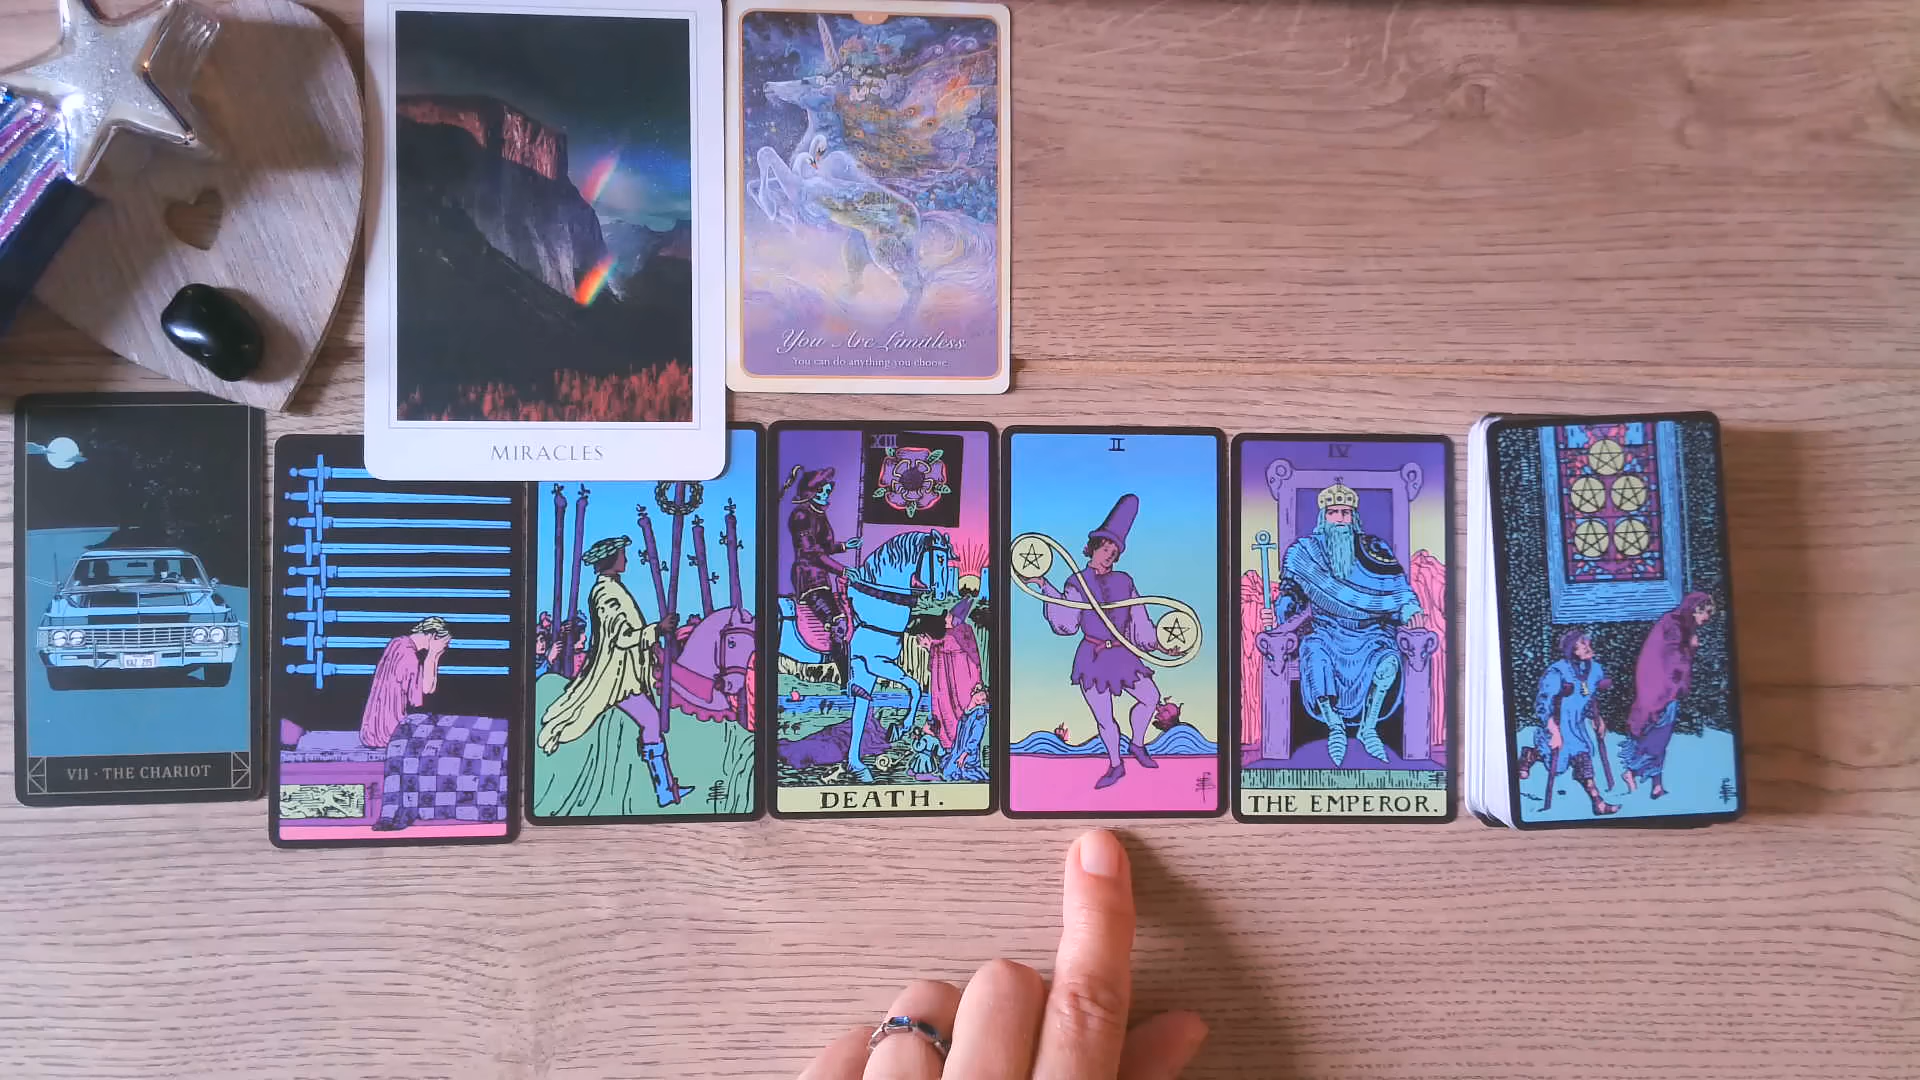 MIRACLES
You Are Limitless
You can do anything you choose.
VII · THE CHARIOT
XIII
DEATH.
II
IV
THE EMPEROR.